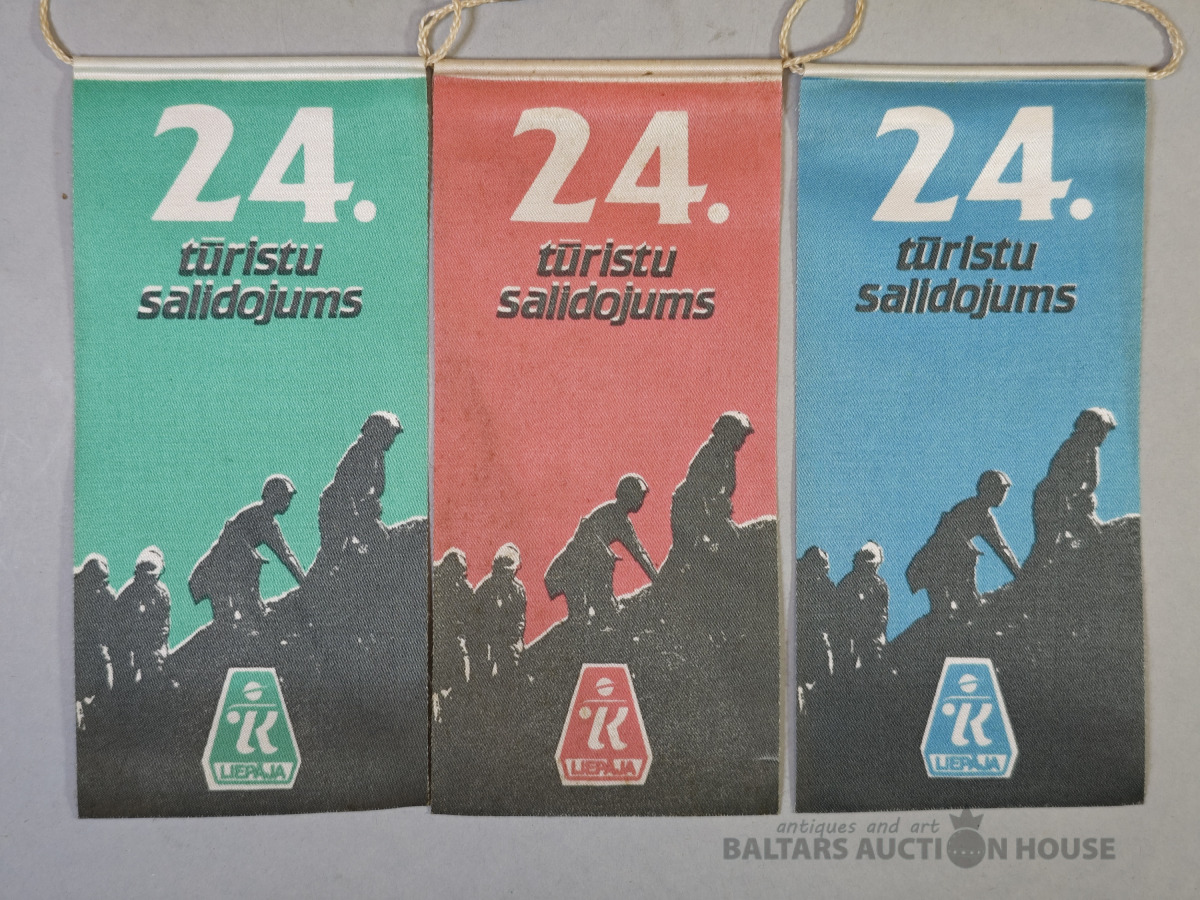 24.
tūristu
salidojums
LIEPĀJA
24.
tūristu
salidojums
LIEPĀJA
24.
tūristu
salidojums
LIEPĀJA
antiques and art
BALTARS AUCTION HOUSE